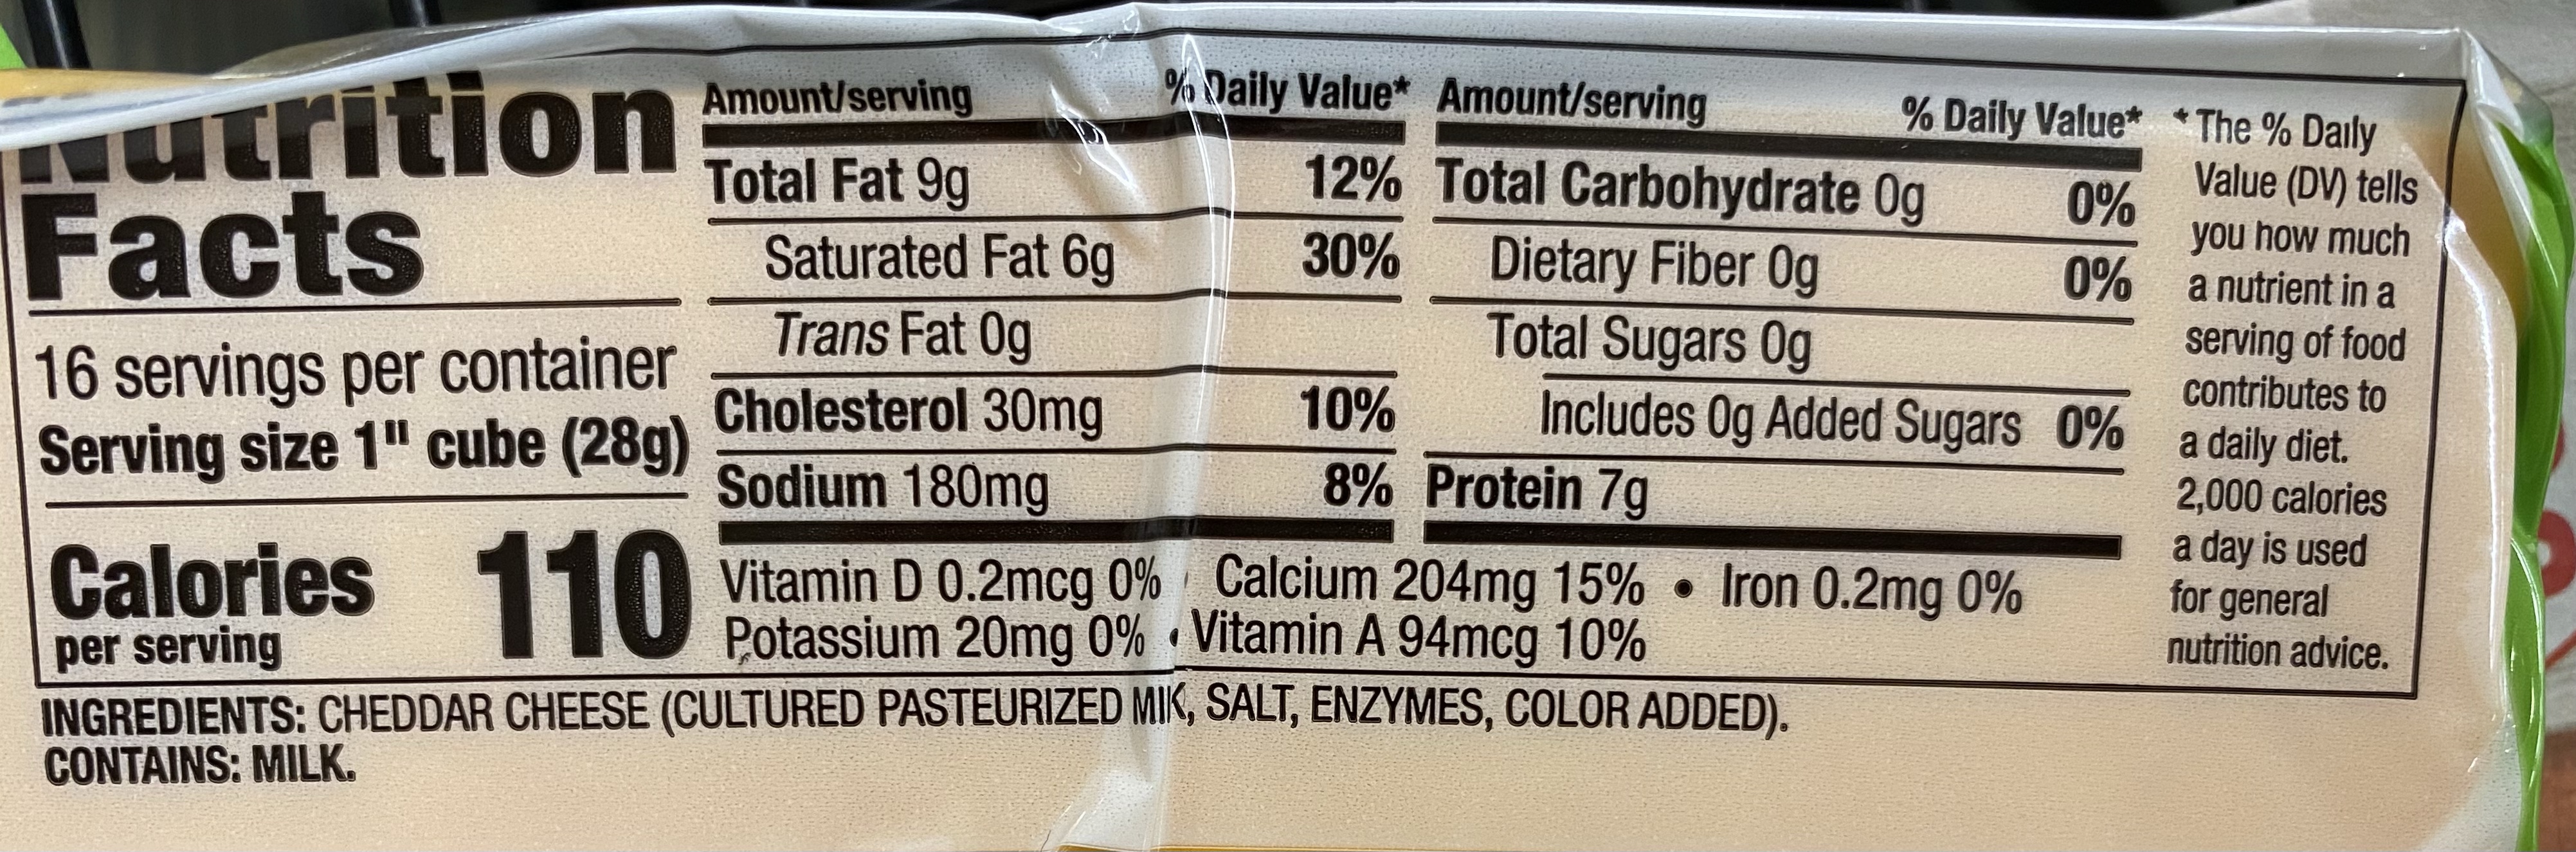 Nutrition
Facts
16 servings per container
Serving size 1" cube (28g)
Calories 110
per serving
Amount/serving % Daily Value*
Total Fat 9g 12%
Saturated Fat 6g 30%
Trans Fat 0g
Cholesterol 30mg 10%
Sodium 180mg 8%
Amount/serving % Daily Value*
Total Carbohydrate 0g 0%
Dietary Fiber 0g 0%
Total Sugars 0g
Includes 0g Added Sugars 0%
Protein 7g
Vitamin D 0.2mcg 0% • Calcium 204mg 15% • Iron 0.2mg 0%
Potassium 20mg 0% • Vitamin A 94mcg 10%
* The % Daily
Value (DV) tells
you how much
a nutrient in a
serving of food
contributes to
a daily diet.
2,000 calories
a day is used
for general
nutrition advice.
INGREDIENTS: CHEDDAR CHEESE (CULTURED PASTEURIZED MILK, SALT, ENZYMES, COLOR ADDED).
CONTAINS: MILK.